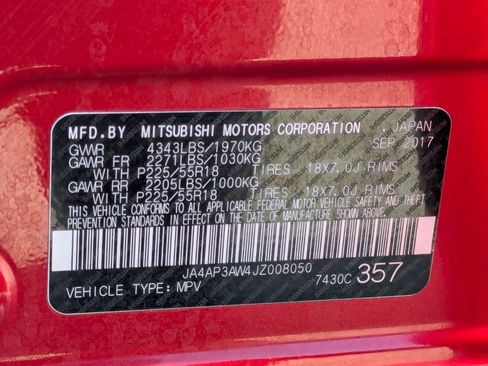 MFD.BY MITSUBISHI MOTORS CORPORATION JAPAN
GVWR 4343LBS/1970KG SEP 2017
GAWR FR 2271LBS/1030KG
WITH P225/55R18 TIRES 18X7.0J RIMS
GAWR RR 2205LBS/1000KG
WITH P225/55R18 TIRES 18X7.0J RIMS
THIS VEHICLE CONFORMS TO ALL APPLICABLE FEDERAL MOTOR VEHICLE SAFETY AND THEFT
PREVENTION STANDARDS IN EFFECT ON THE DATE OF MANUFACTURE SHOWN ABOVE.
JA4AP3AW4JZ008050
VEHICLE TYPE: MPV 7430C 357